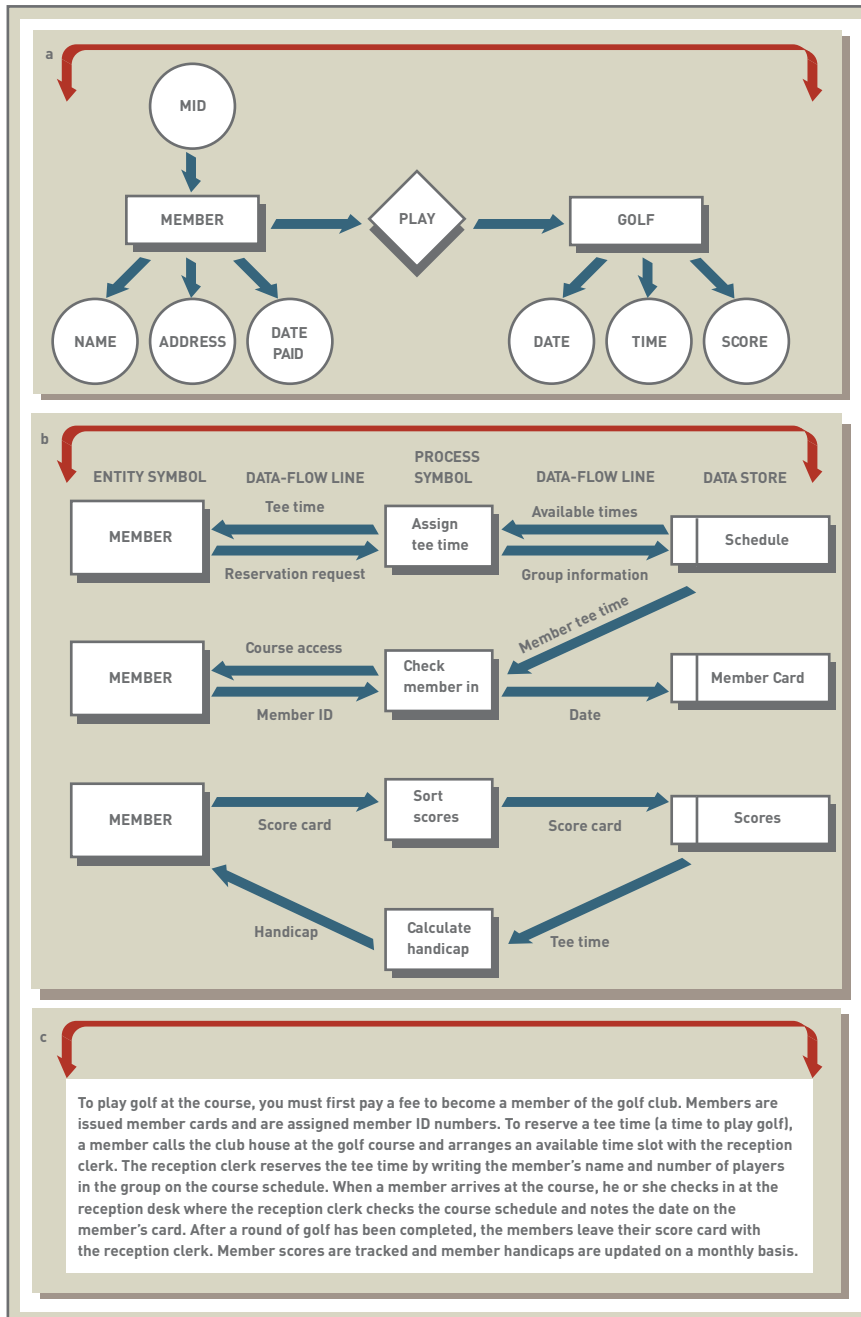 a
MID
MEMBER
PLAY
GOLF
NAME
ADDRESS
DATE
PAID
DATE
TIME
SCORE
b
ENTITY SYMBOL
DATA-FLOW LINE
PROCESS
SYMBOL
DATA-FLOW LINE
DATA STORE
MEMBER
Tee time
Reservation request
Assign
tee time
Available times
Group information
Schedule
Member tee time
MEMBER
Course access
Member ID
Check
member in
Date
Member Card
MEMBER
Score card
Sort
scores
Score card
Scores
Handicap
Calculate
handicap
Tee time
c
To play golf at the course, you must first pay a fee to become a member of the golf club. Members are
issued member cards and are assigned member ID numbers. To reserve a tee time (a time to play golf),
a member calls the club house at the golf course and arranges an available time slot with the reception
clerk. The reception clerk reserves the tee time by writing the member's name and number of players
in the group on the course schedule. When a member arrives at the course, he or she checks in at the
reception desk where the reception clerk checks the course schedule and notes the date on the
member's card. After a round of golf has been completed, the members leave their score card with
the reception clerk. Member scores are tracked and member handicaps are updated on a monthly basis.